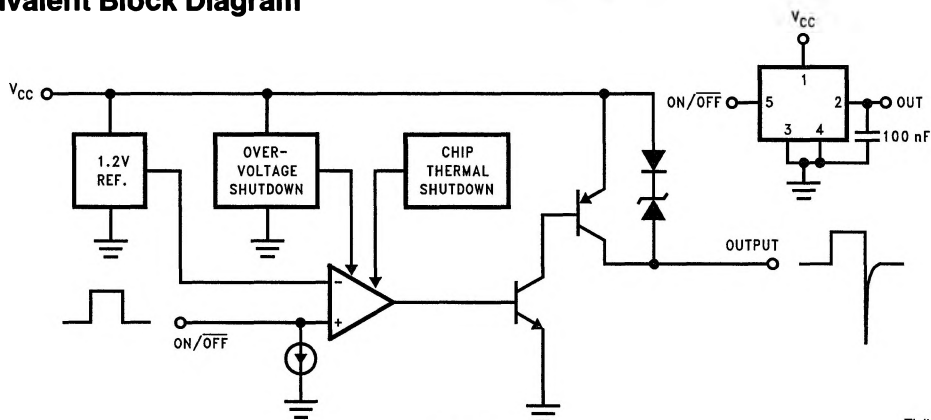 ivalent Block Diagram
VCC
1.2V
REF.
OVER-
VOLTAGE
SHUTDOWN
CHIP
THERMAL
SHUTDOWN
-
+
ON/OFF
OUTPUT
VCC
1
ON/OFF
5
2
OUT
3
4
100 nF